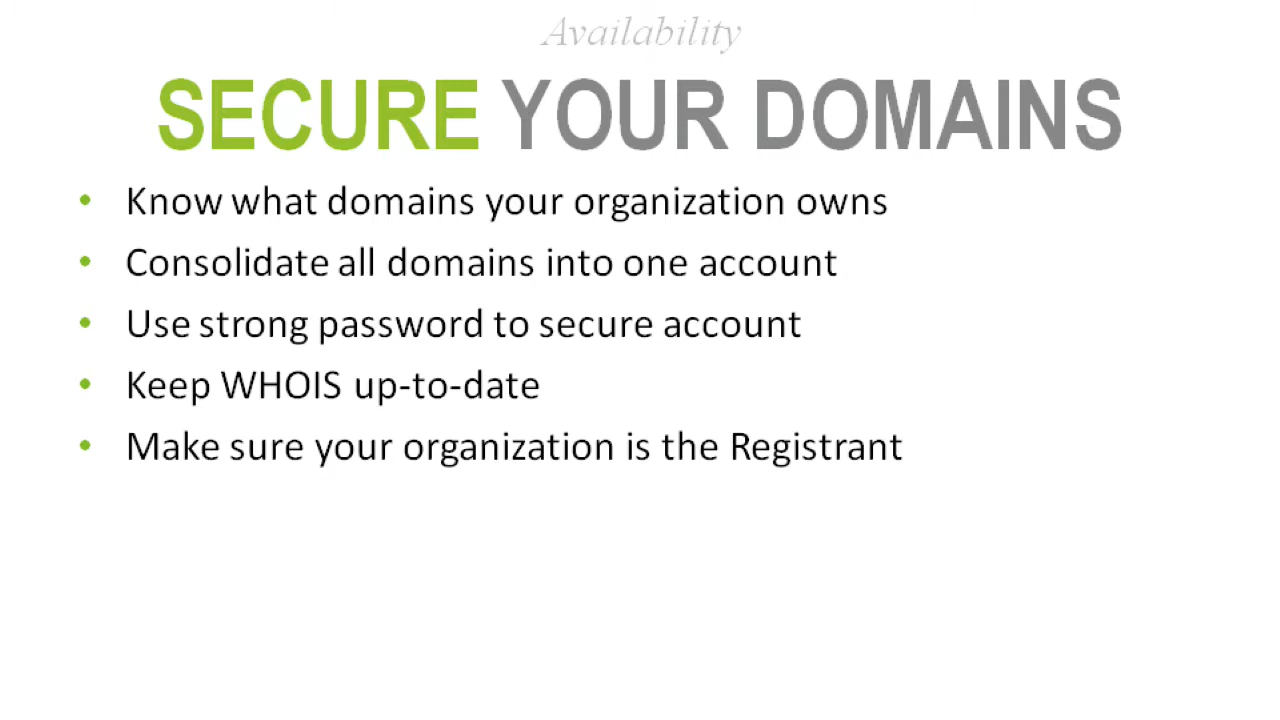 Availability
SECURE YOUR DOMAINS
• Know what domains your organization owns
• Consolidate all domains into one account
• Use strong password to secure account
• Keep WHOIS up-to-date
• Make sure your organization is the Registrant